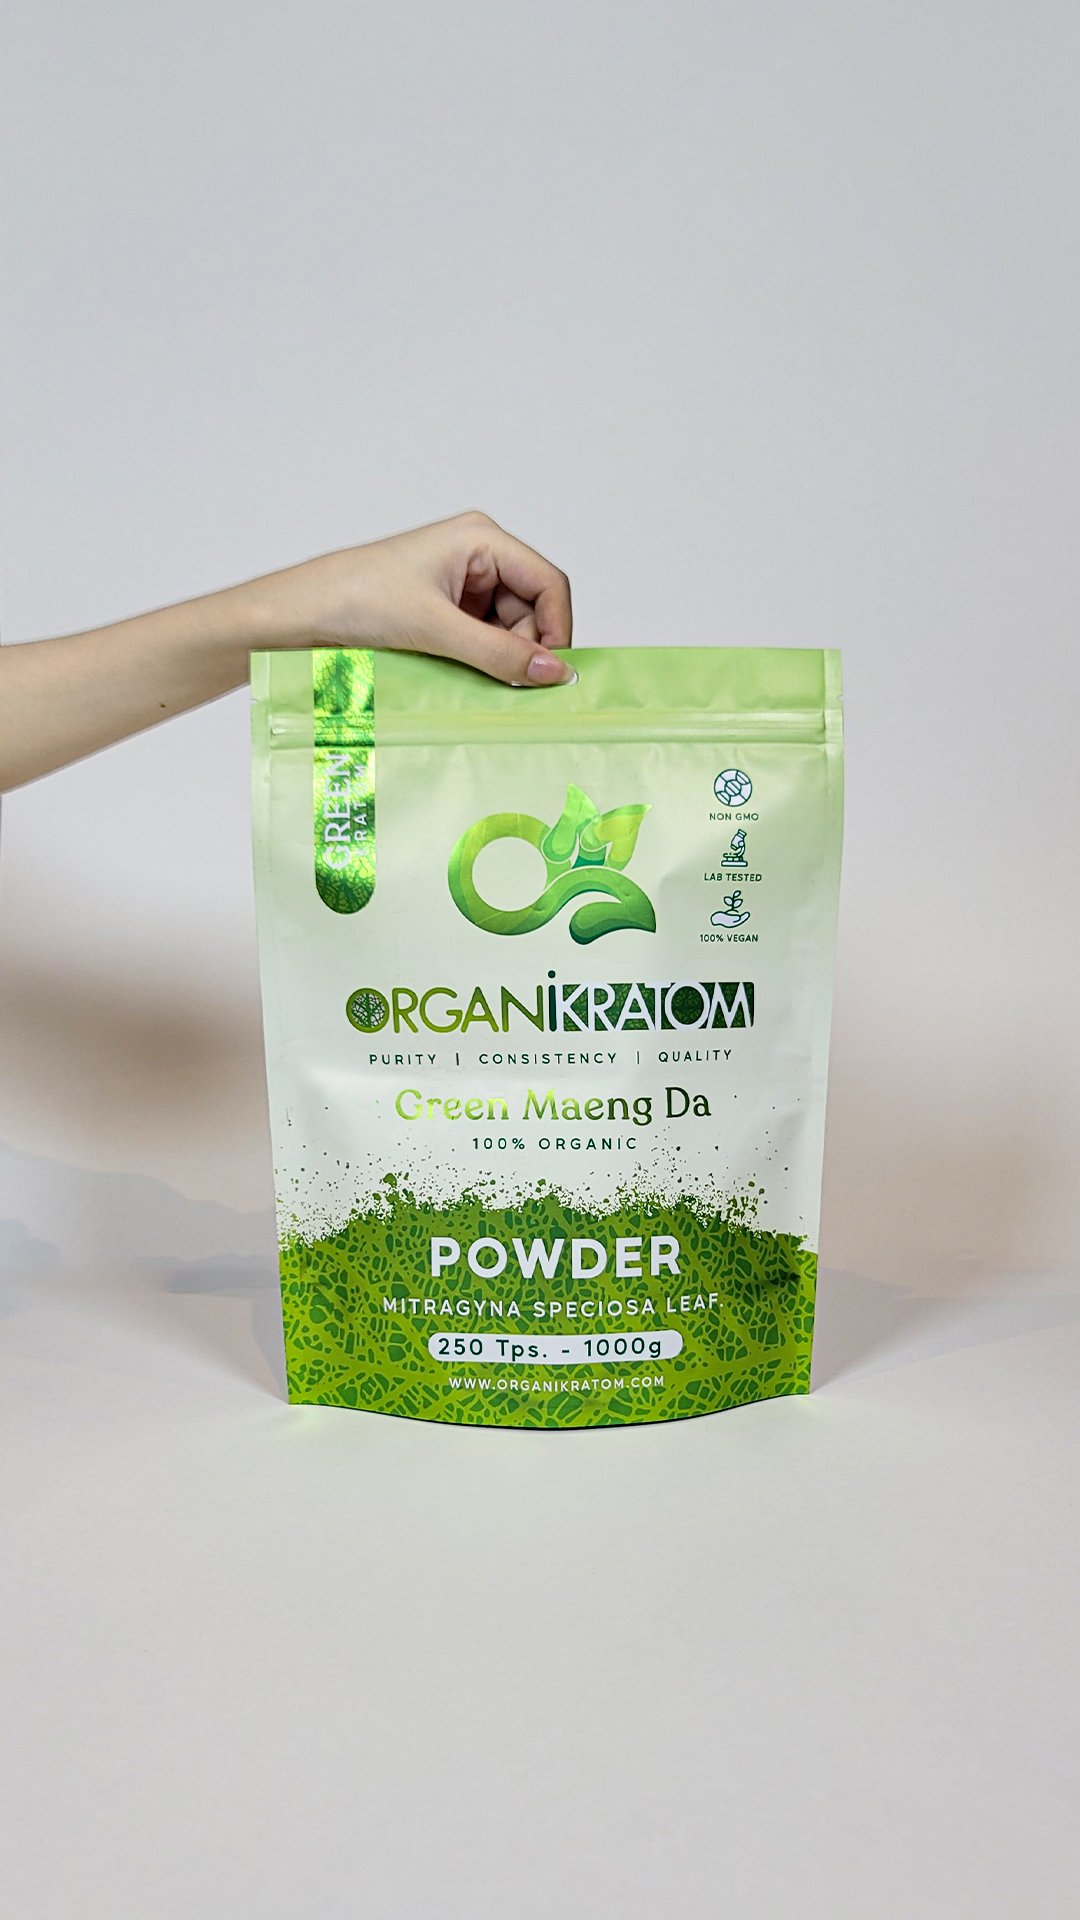 GREEN
KRATOM
NON GMO
LAB TESTED
100% VEGAN
ORGANiKRATOM
PURITY | CONSISTENCY | QUALITY
Green Maeng Da
100% ORGANIC
POWDER
MITRAGYNA SPECIOSA LEAF.
250 Tps. - 1000g
WWW.ORGANIKRATOM.COM